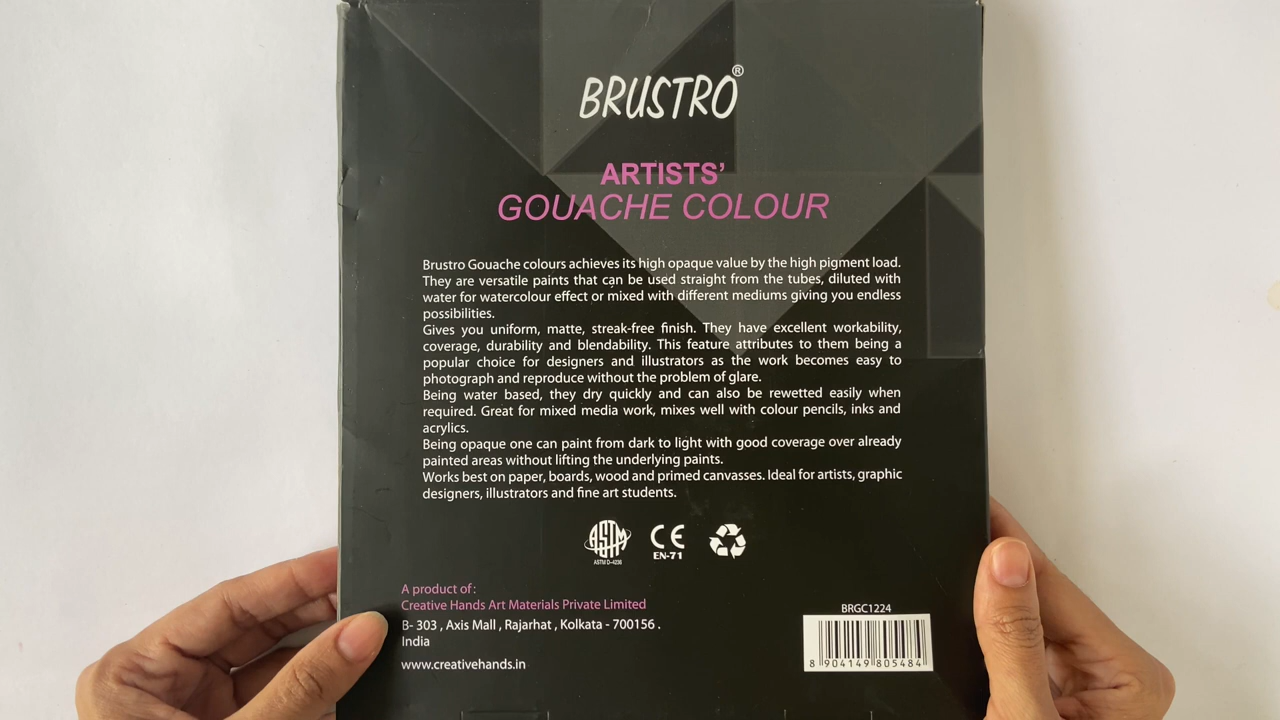 BRUSTRO®
ARTISTS’
GOUACHE COLOUR
Brustro Gouache colours achieves its high opaque value by the high pigment load.
They are versatile paints that can be used straight from the tubes, diluted with
water for watercolour effect or mixed with different mediums giving you endless
possibilities.
Gives you uniform, matte, streak-free finish. They have excellent workability,
coverage, durability and blendability. This feature attributes to them being a
popular choice for designers and illustrators as the work becomes easy to
photograph and reproduce without the problem of glare.
Being water based, they dry quickly and can also be rewetted easily when
required. Great for mixed media work, mixes well with colour pencils, inks and
acrylics.
Being opaque one can paint from dark to light with good coverage over already
painted areas without lifting the underlying paints.
Works best on paper, boards, wood and primed canvasses. Ideal for artists, graphic
designers, illustrators and fine art students.
ASTM CE
ASTM D-4236 EN-71
A product of :
Creative Hands Art Materials Private Limited
B- 303 , Axis Mall , Rajarhat , Kolkata - 700156 .
India
www.creativehands.in
BRGC1224
8 904149 805484